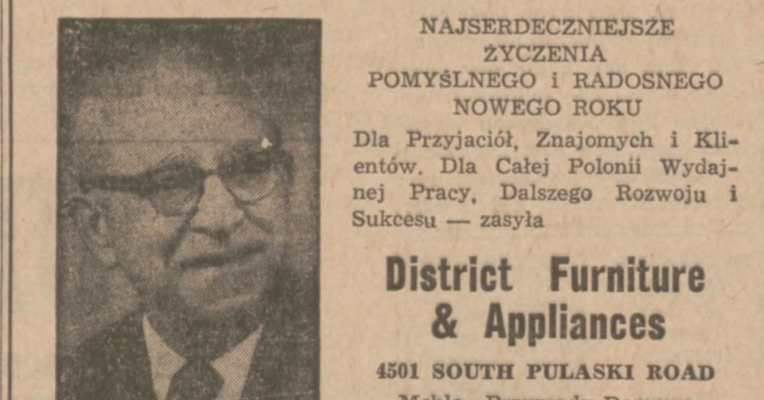 NAJSERDECZNIEJSZE
ŻYCZENIA
POMYŚLNEGO i RADOSNEGO
NOWEGO ROKU
Dla Przyjaciół, Znajomych i Kli-
entów. Dla Całej Polonii Wydaj-
nej Pracy, Dalszego Rozwoju i
Sukcesu — zasyła
District Furniture
& Appliances
4501 SOUTH PULASKI ROAD